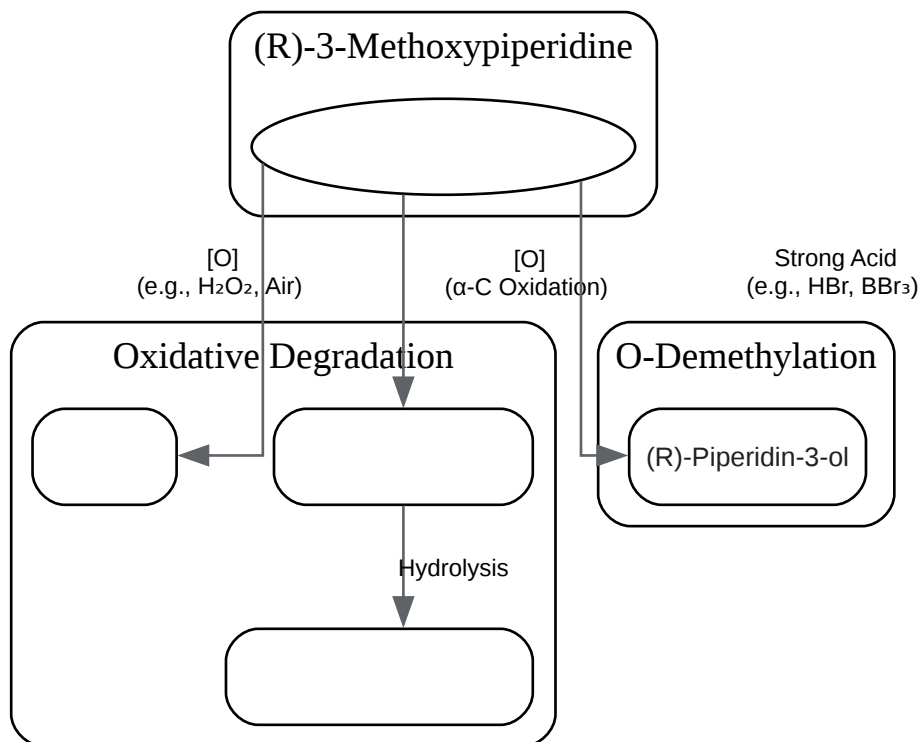 (R)-3-Methoxypiperidine
[O]
(e.g., H₂O₂, Air)
[O]
(α-C Oxidation)
Strong Acid
(e.g., HBr, BBr₃)
Oxidative Degradation
O-Demethylation
(R)-Piperidin-3-ol
Hydrolysis